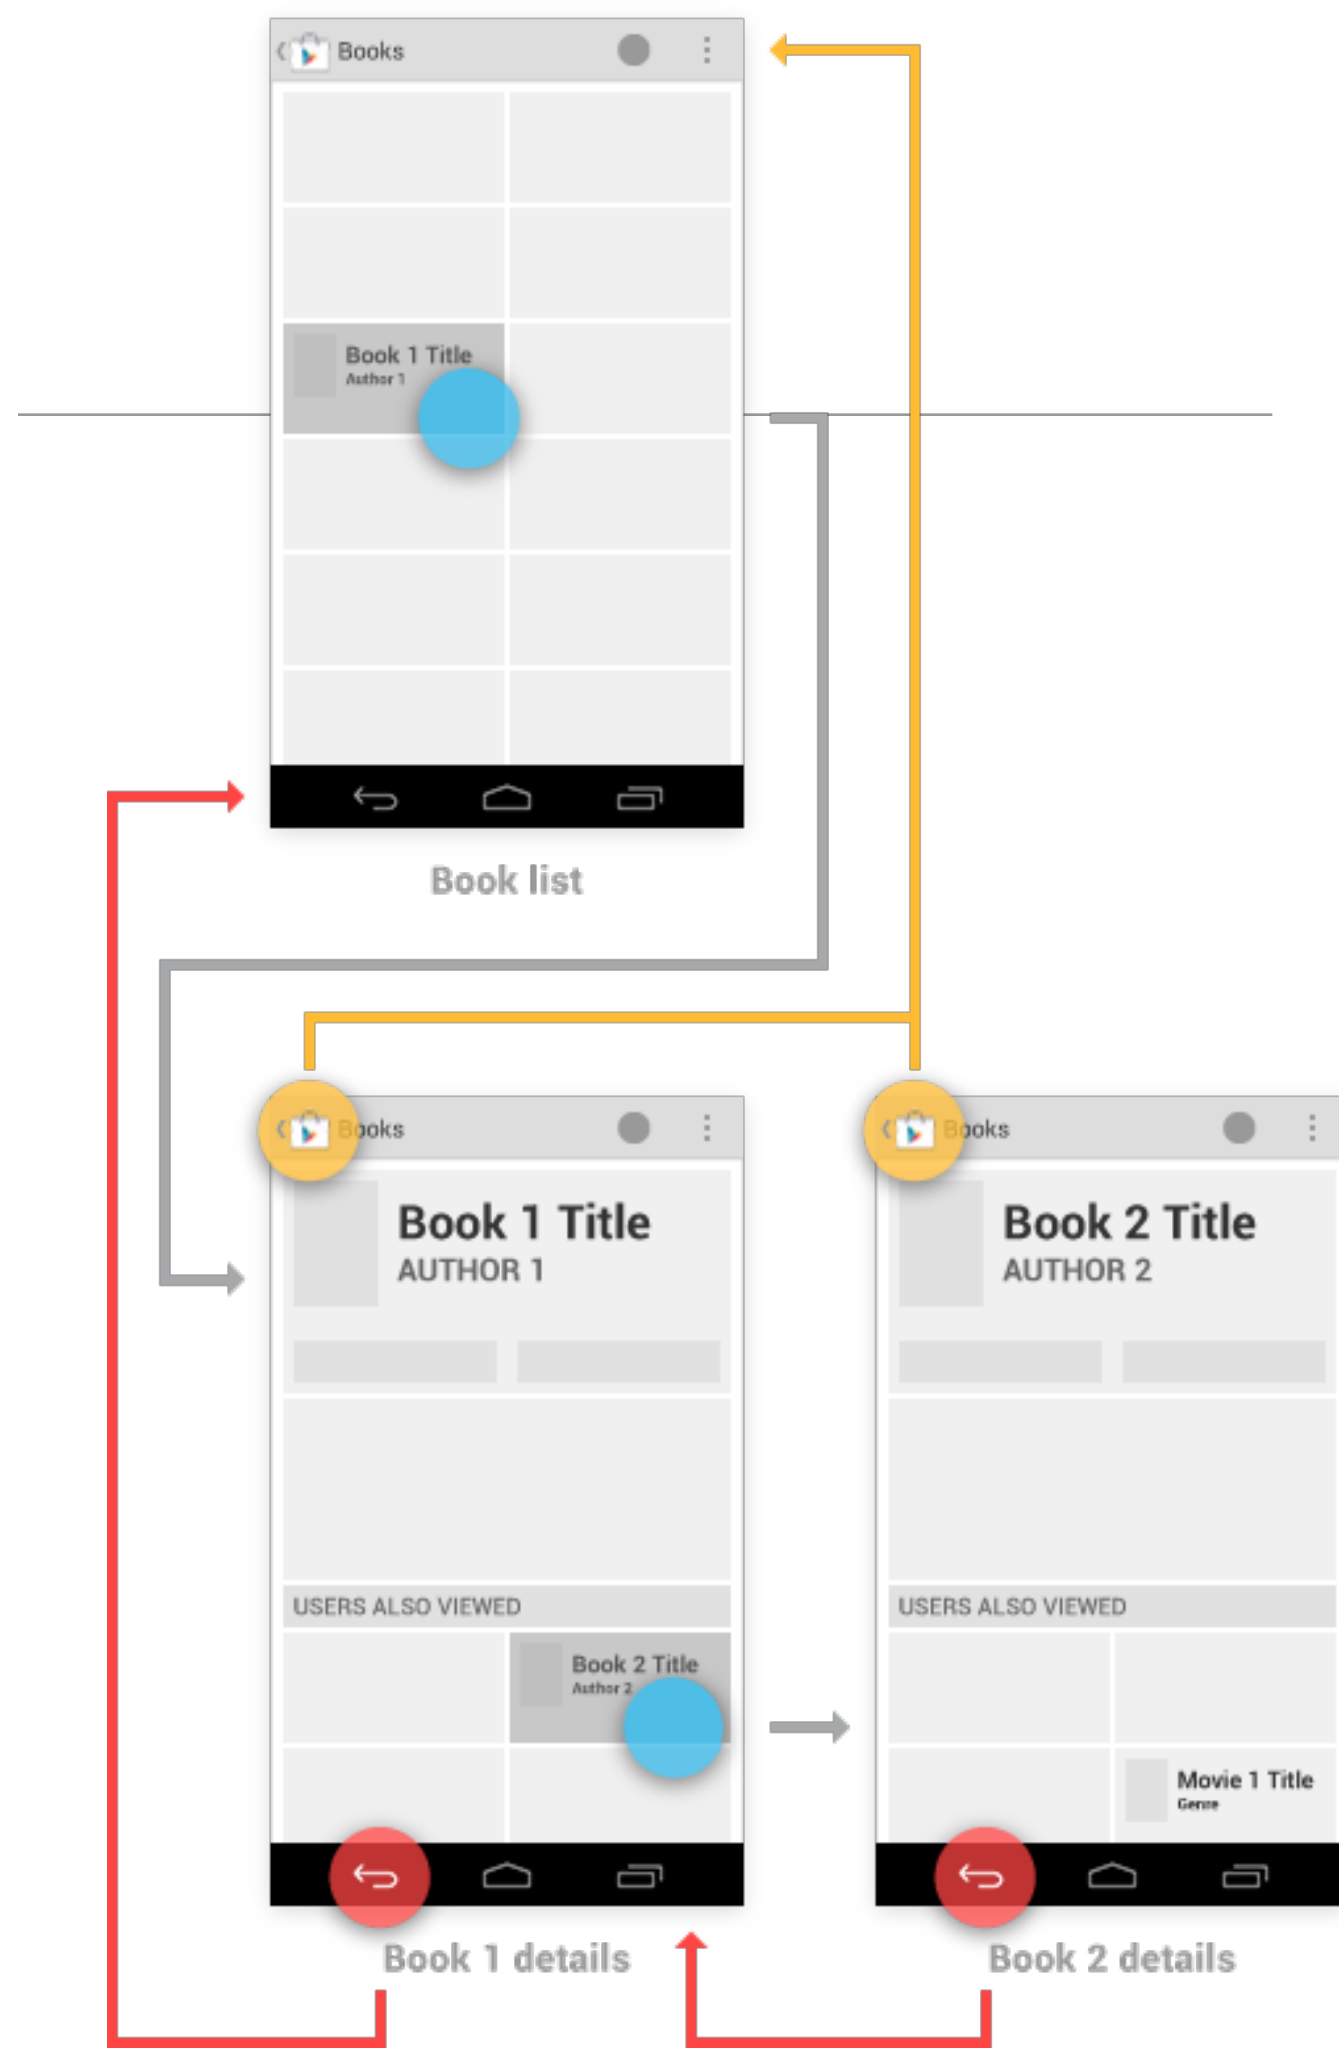 Books
Book 1 Title
Author 1
Book list
Books
Book 1 Title
AUTHOR 1
USERS ALSO VIEWED
Book 2 Title
Author 2
Book 1 details
Books
Book 2 Title
AUTHOR 2
USERS ALSO VIEWED
Movie 1 Title
Genre
Book 2 details